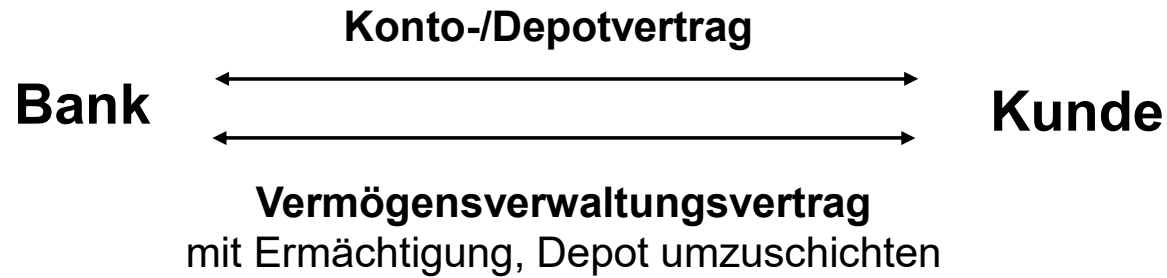 Konto-/Depotvertrag
Bank
Kunde
Vermögensverwaltungsvertrag
mit Ermächtigung, Depot umzuschichten